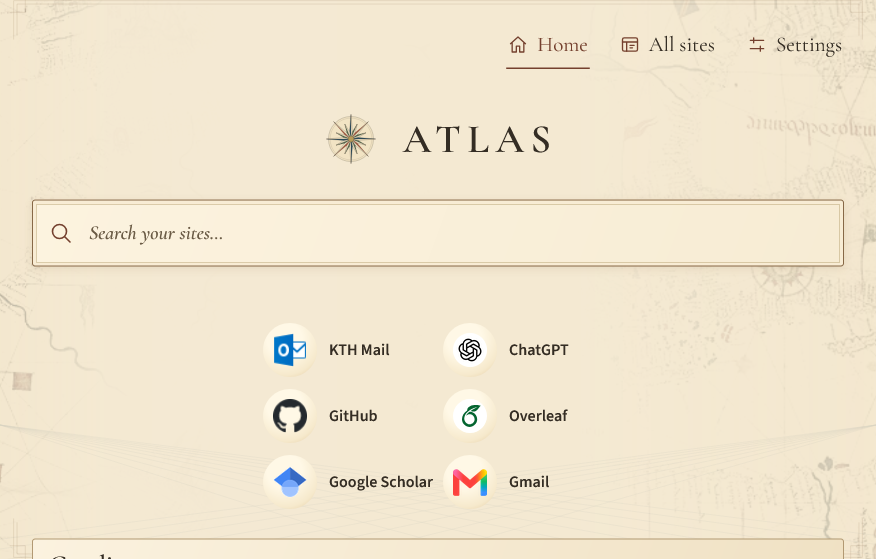 Home
All sites
Settings
ATLAS
Search your sites...
KTH Mail
ChatGPT
GitHub
Overleaf
Google Scholar
Gmail